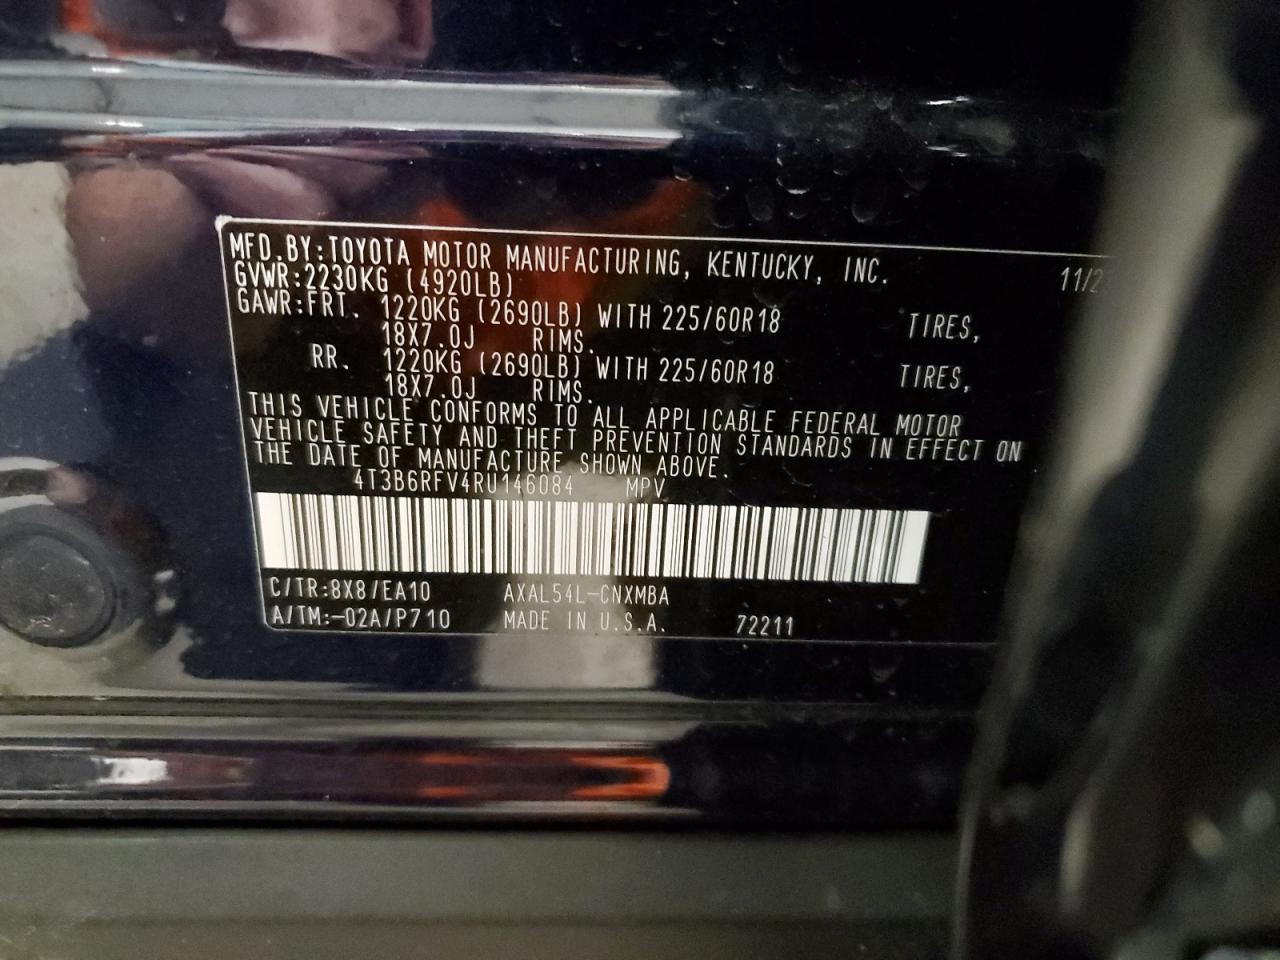 MFD.BY:TOYOTA MOTOR MANUFACTURING, KENTUCKY, INC. 11/2
GVWR:2230KG (4920LB)
GAWR:FRT. 1220KG (2690LB) WITH 225/60R18 TIRES,
18X7.0J RIMS.
RR. 1220KG (2690LB) WITH 225/60R18 TIRES,
18X7.0J RIMS.
THIS VEHICLE CONFORMS TO ALL APPLICABLE FEDERAL MOTOR
VEHICLE SAFETY AND THEFT PREVENTION STANDARDS IN EFFECT ON
THE DATE OF MANUFACTURE SHOWN ABOVE.
4T3B6RFV4RU146084 MPV
C/TR:8X8/EA10 AXAL54L-CNXMBA
A/TM:-02A/P710 MADE IN U.S.A. 72211